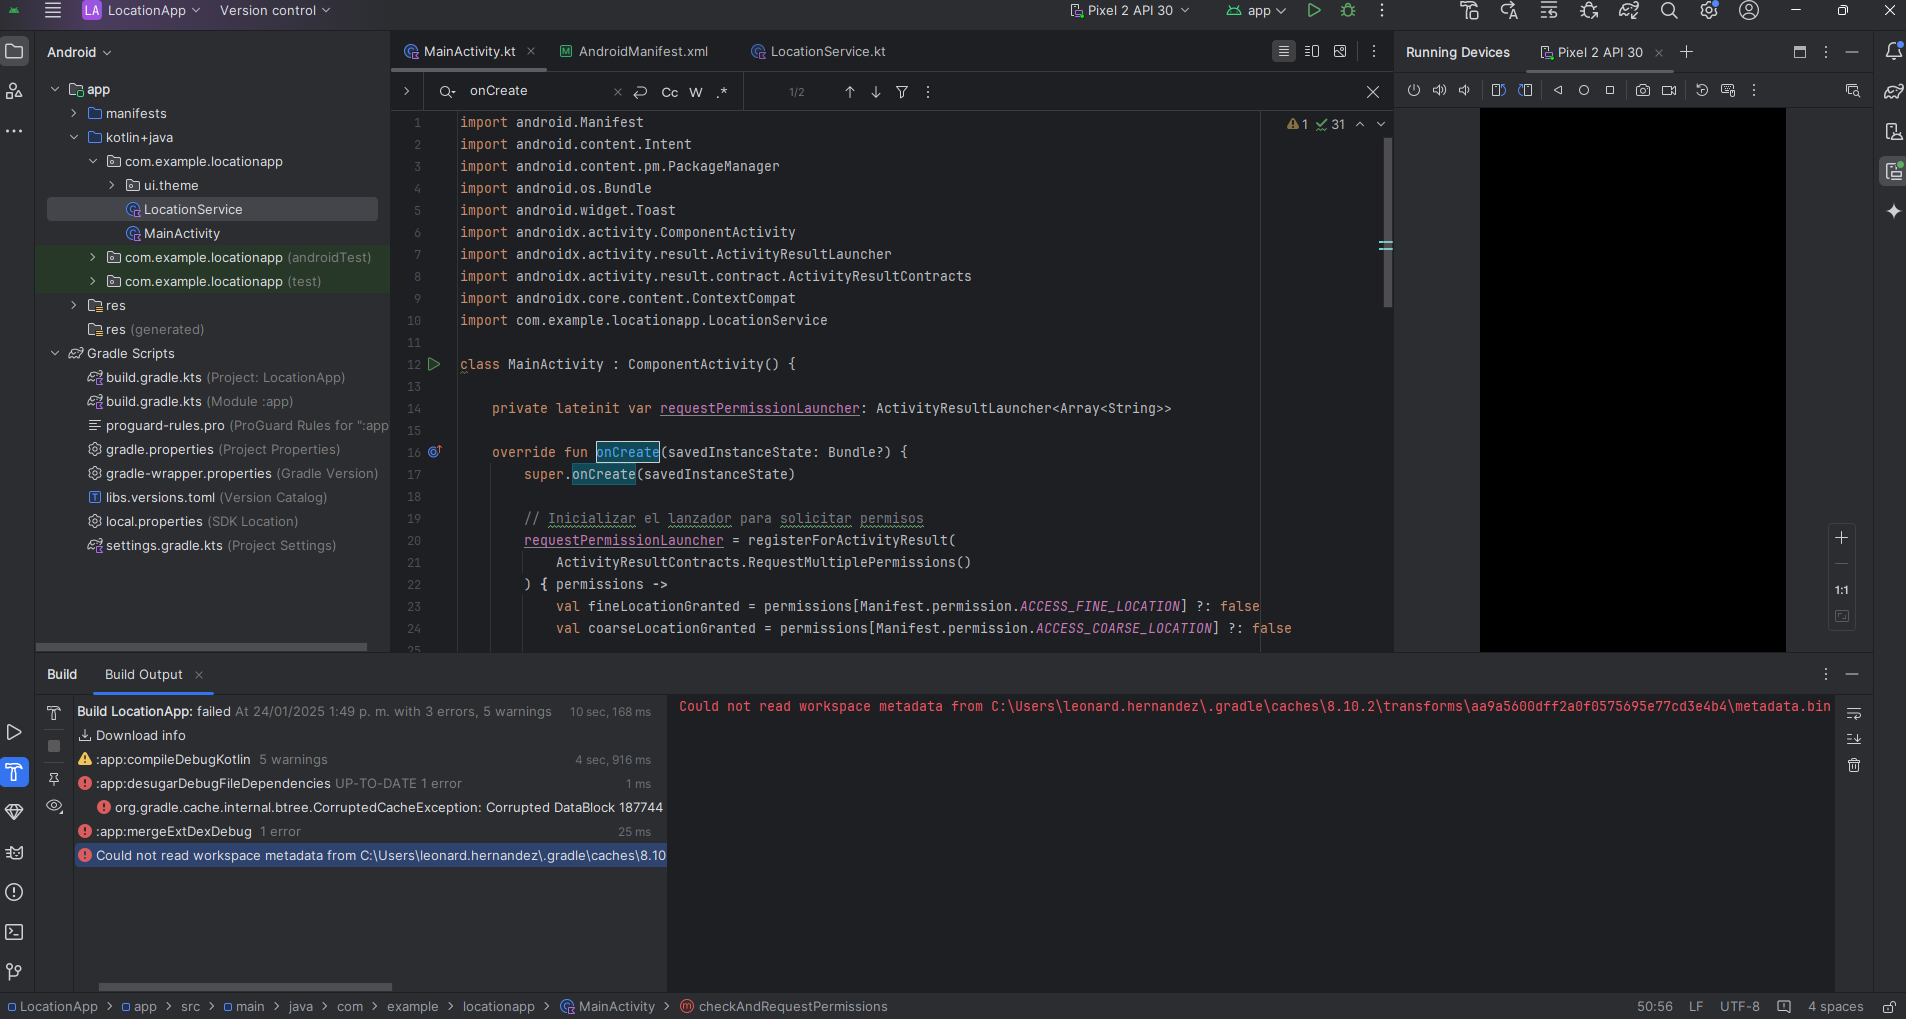 LA LocationApp Version control Pixel 2 API 30 app
Android
app
manifests
kotlin+java
com.example.locationapp
ui.theme
LocationService
MainActivity
com.example.locationapp (androidTest)
com.example.locationapp (test)
res
res (generated)
Gradle Scripts
build.gradle.kts (Project: LocationApp)
build.gradle.kts (Module :app)
proguard-rules.pro (ProGuard Rules for ":app
gradle.properties (Project Properties)
gradle-wrapper.properties (Gradle Version)
libs.versions.toml (Version Catalog)
local.properties (SDK Location)
settings.gradle.kts (Project Settings)
MainActivity.kt AndroidManifest.xml LocationService.kt
onCreate Cc W .* 1/2
1 31
1 import android.Manifest
2 import android.content.Intent
3 import android.content.pm.PackageManager
4 import android.os.Bundle
5 import android.widget.Toast
6 import androidx.activity.ComponentActivity
7 import androidx.activity.result.ActivityResultLauncher
8 import androidx.activity.result.contract.ActivityResultContracts
9 import androidx.core.content.ContextCompat
10 import com.example.locationapp.LocationService
11
12 class MainActivity : ComponentActivity() {
13
14 private lateinit var requestPermissionLauncher: ActivityResultLauncher<Array<String>>
15
16 override fun onCreate(savedInstanceState: Bundle?) {
17 super.onCreate(savedInstanceState)
18
19 // Inicializar el lanzador para solicitar permisos
20 requestPermissionLauncher = registerForActivityResult(
21 ActivityResultContracts.RequestMultiplePermissions()
22 ) { permissions ->
23 val fineLocationGranted = permissions[Manifest.permission.ACCESS_FINE_LOCATION] ?: false
24 val coarseLocationGranted = permissions[Manifest.permission.ACCESS_COARSE_LOCATION] ?: false
25
Running Devices Pixel 2 API 30
1:1
Build Build Output
Build LocationApp: failed At 24/01/2025 1:49 p. m. with 3 errors, 5 warnings 10 sec, 168 ms
Download info
:app:compileDebugKotlin 5 warnings 4 sec, 916 ms
:app:desugarDebugFileDependencies UP-TO-DATE 1 error 1 ms
org.gradle.cache.internal.btree.CorruptedCacheException: Corrupted DataBlock 187744
:app:mergeExtDexDebug 1 error 25 ms
Could not read workspace metadata from C:\Users\leonard.hernandez\.gradle\caches\8.10
Could not read workspace metadata from C:\Users\leonard.hernandez\.gradle\caches\8.10.2\transforms\aa9a5600dff2a0f0575695e77cd3e4b4\metadata.bin
LocationApp > app > src > main > java > com > example > locationapp > MainActivity > checkAndRequestPermissions
50:56 LF UTF-8 4 spaces